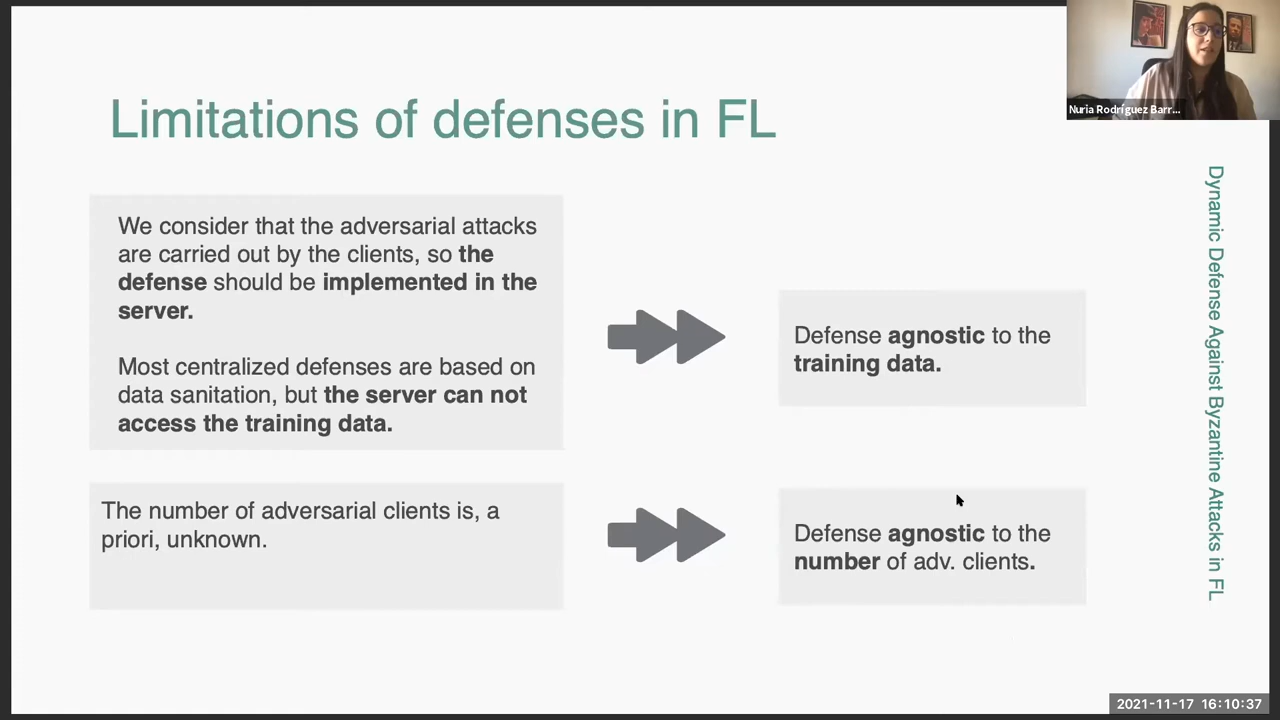 Limitations of defenses in FL
We consider that the adversarial attacks
are carried out by the clients, so the
defense should be implemented in the
server.
Most centralized defenses are based on
data sanitation, but the server can not
access the training data.
Defense agnostic to the
training data.
The number of adversarial clients is, a
priori, unknown.
Defense agnostic to the
number of adv. clients.
Dynamic Defense Against Byzantine Attacks in FL
Nuria Rodríguez Barr...
2021-11-17 16:10:37